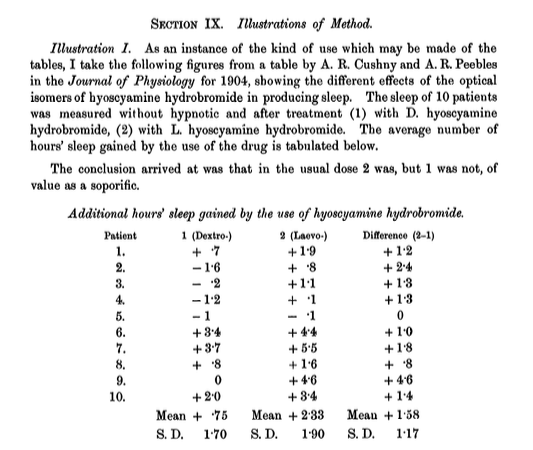 SECTION IX. Illustrations of Method.
Illustration I. As an instance of the kind of use which may be made of the
tables, I take the following figures from a table by A. R. Cushny and A. R. Peebles
in the Journal of Physiology for 1904, showing the different effects of the optical
isomers of hyoscyamine hydrobromide in producing sleep. The sleep of 10 patients
was measured without hypnotic and after treatment (1) with D. hyoscyamine
hydrobromide, (2) with L. hyoscyamine hydrobromide. The average number of
hours' sleep gained by the use of the drug is tabulated below.
The conclusion arrived at was that in the usual dose 2 was, but 1 was not, of
value as a soporific.
Additional hours' sleep gained by the use of hyoscyamine hydrobromide.
Patient 1 (Dextro-) 2 (Laevo-) Difference (2–1)
1. + ·7 +1·9 +1·2
2. –1·6 + ·8 +2·4
3. – ·2 +1·1 +1·3
4. –1·2 + ·1 +1·3
5. –1 – ·1 0
6. +3·4 +4·4 +1·0
7. +3·7 +5·5 +1·8
8. + ·8 +1·6 + ·8
9. 0 +4·6 +4·6
10. +2·0 +3·4 +1·4
Mean + ·75 Mean +2·33 Mean +1·58
S. D. 1·70 S. D. 1·90 S. D. 1·17